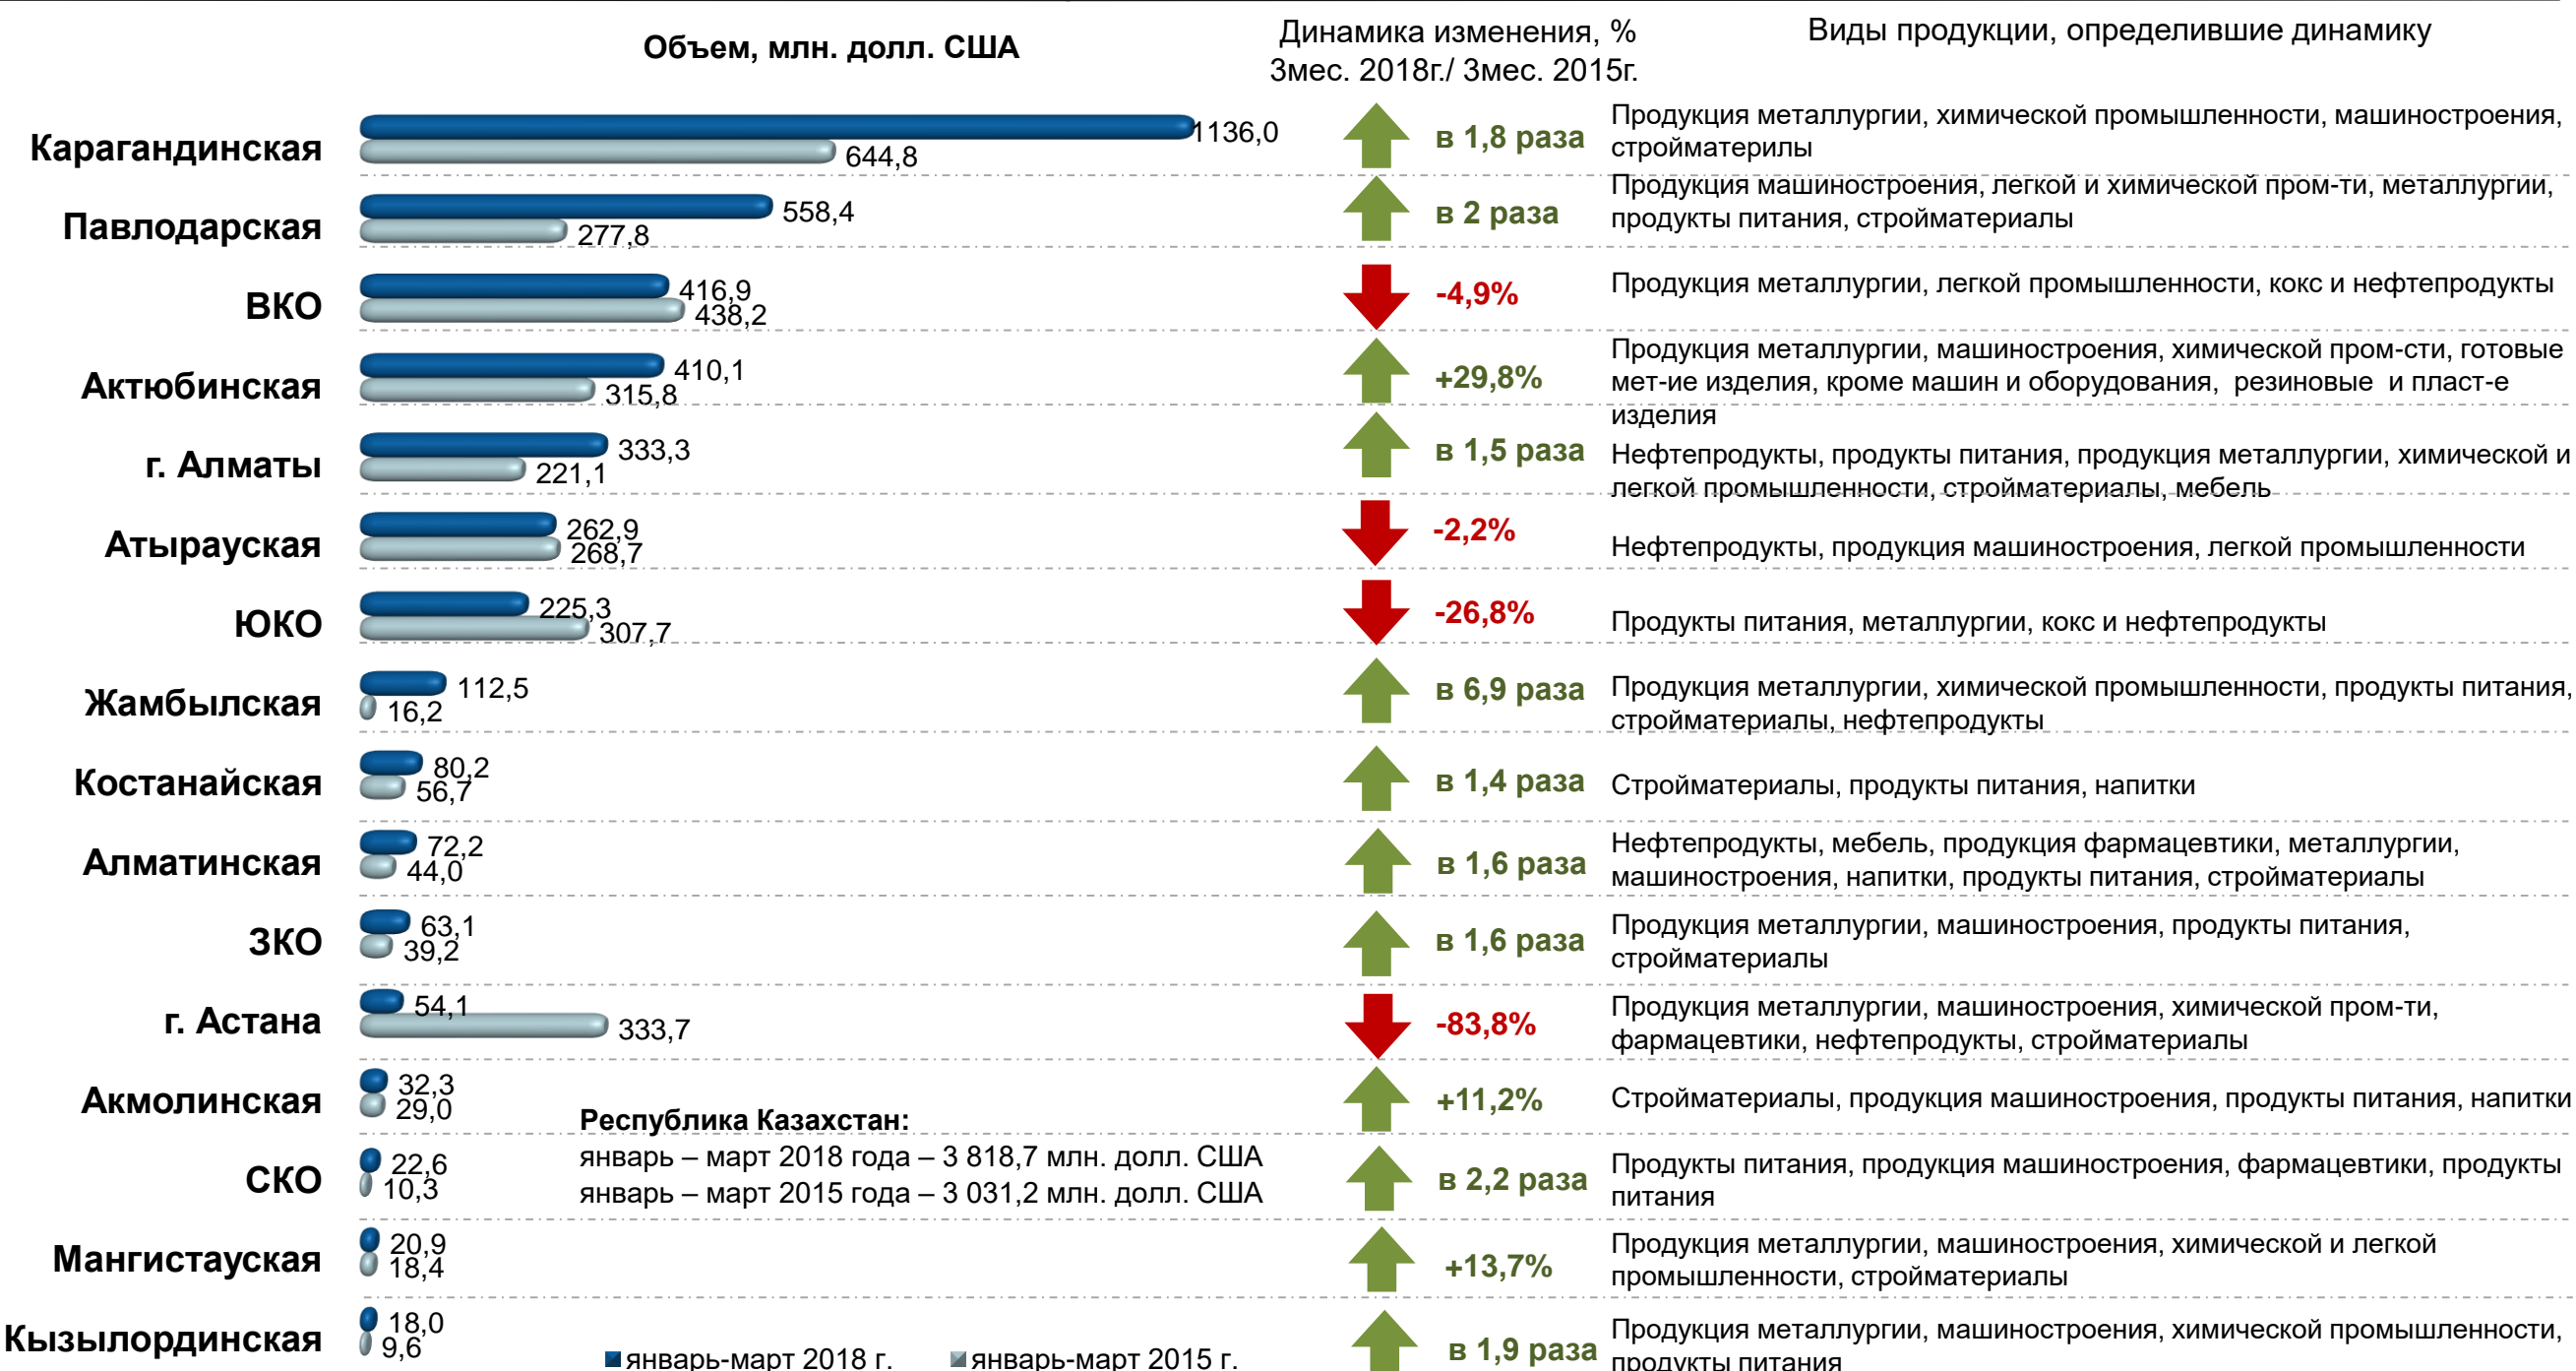 Объем, млн. долл. США
Динамика изменения, %
3мес. 2018г./ 3мес. 2015г.
Виды продукции, определившие динамику
Карагандинская
1136,0
644,8
в 1,8 раза
Продукция металлургии, химической промышленности, машиностроения,
стройматерилы
Павлодарская
558,4
277,8
в 2 раза
Продукция машиностроения, легкой и химической пром-ти, металлургии,
продукты питания, стройматериалы
ВКО
416,9
438,2
-4,9%
Продукция металлургии, легкой промышленности, кокс и нефтепродукты
Актюбинская
410,1
315,8
+29,8%
Продукция металлургии, машиностроения, химической пром-сти, готовые
мет-ие изделия, кроме машин и оборудования, резиновые и пласт-е
изделия
г. Алматы
333,3
221,1
в 1,5 раза
Нефтепродукты, продукты питания, продукция металлургии, химической и
легкой промышленности, стройматериалы, мебель
Атырауская
262,9
268,7
-2,2%
Нефтепродукты, продукция машиностроения, легкой промышленности
ЮКО
225,3
307,7
-26,8%
Продукты питания, металлургии, кокс и нефтепродукты
Жамбылская
112,5
16,2
в 6,9 раза
Продукция металлургии, химической промышленности, продукты питания,
стройматериалы, нефтепродукты
Костанайская
80,2
56,7
в 1,4 раза
Стройматериалы, продукты питания, напитки
Алматинская
72,2
44,0
в 1,6 раза
Нефтепродукты, мебель, продукция фармацевтики, металлургии,
машиностроения, напитки, продукты питания, стройматериалы
ЗКО
63,1
39,2
в 1,6 раза
Продукция металлургии, машиностроения, продукты питания,
стройматериалы
г. Астана
54,1
333,7
-83,8%
Продукция металлургии, машиностроения, химической пром-ти,
фармацевтики, нефтепродукты, стройматериалы
Акмолинская
32,3
29,0
+11,2%
Стройматериалы, продукция машиностроения, продукты питания, напитки
Республика Казахстан:
январь – март 2018 года – 3 818,7 млн. долл. США
январь – март 2015 года – 3 031,2 млн. долл. США
СКО
22,6
10,3
в 2,2 раза
Продукты питания, продукция машиностроения, фармацевтики, продукты
питания
Мангистауская
20,9
18,4
+13,7%
Продукция металлургии, машиностроения, химической и легкой
промышленности, стройматериалы
Кызылординская
18,0
9,6
в 1,9 раза
Продукция металлургии, машиностроения, химической промышленности,
продукты питания
январь-март 2018 г.
январь-март 2015 г.